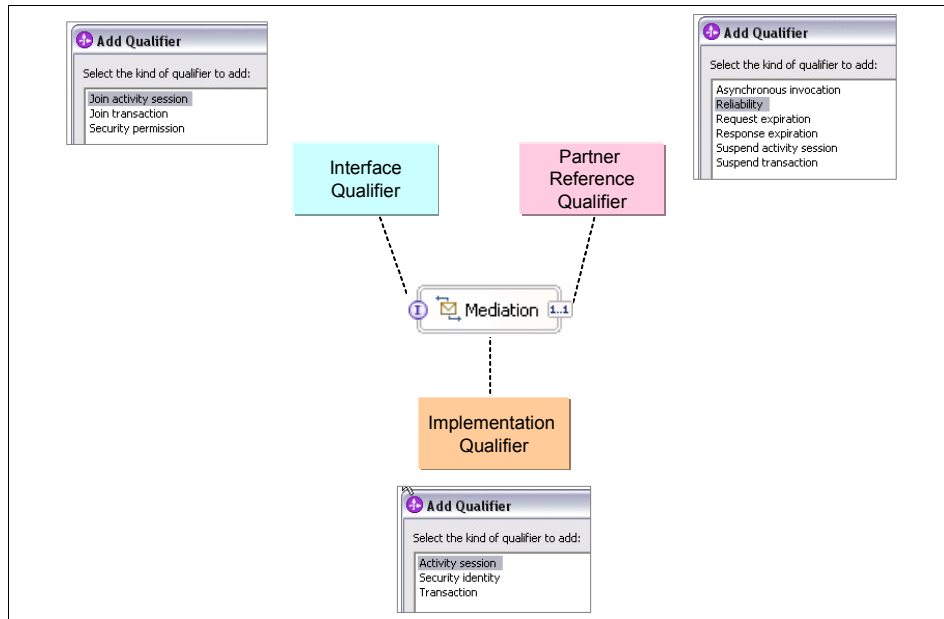 Add Qualifier
Select the kind of qualifier to add:
Join activity session
Join transaction
Security permission
Add Qualifier
Select the kind of qualifier to add:
Asynchronous invocation
Reliability
Request expiration
Response expiration
Suspend activity session
Suspend transaction
Interface
Qualifier
Partner
Reference
Qualifier
I
Mediation
1..1
Implementation
Qualifier
Add Qualifier
Select the kind of qualifier to add:
Activity session
Security identity
Transaction